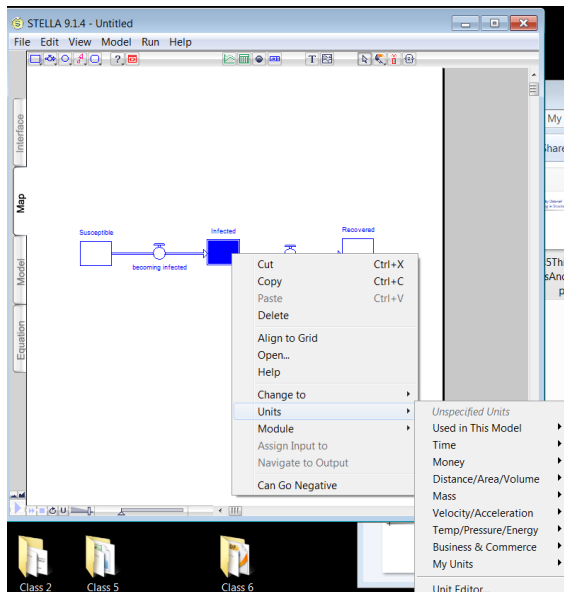 STELLA 9.1.4 - Untitled
File Edit View Model Run Help
Interface
Map
Model
Equation
Susceptible
Infected
Recovered
becoming infected
Cut Ctrl+X
Copy Ctrl+C
Paste Ctrl+V
Delete
Align to Grid
Open...
Help
Change to
Units
Module
Assign Input to
Navigate to Output
Can Go Negative
Unspecified Units
Used in This Model
Time
Money
Distance/Area/Volume
Mass
Velocity/Acceleration
Temp/Pressure/Energy
Business & Commerce
My Units
Unit Editor...
My
Class 2
Class 5
Class 6